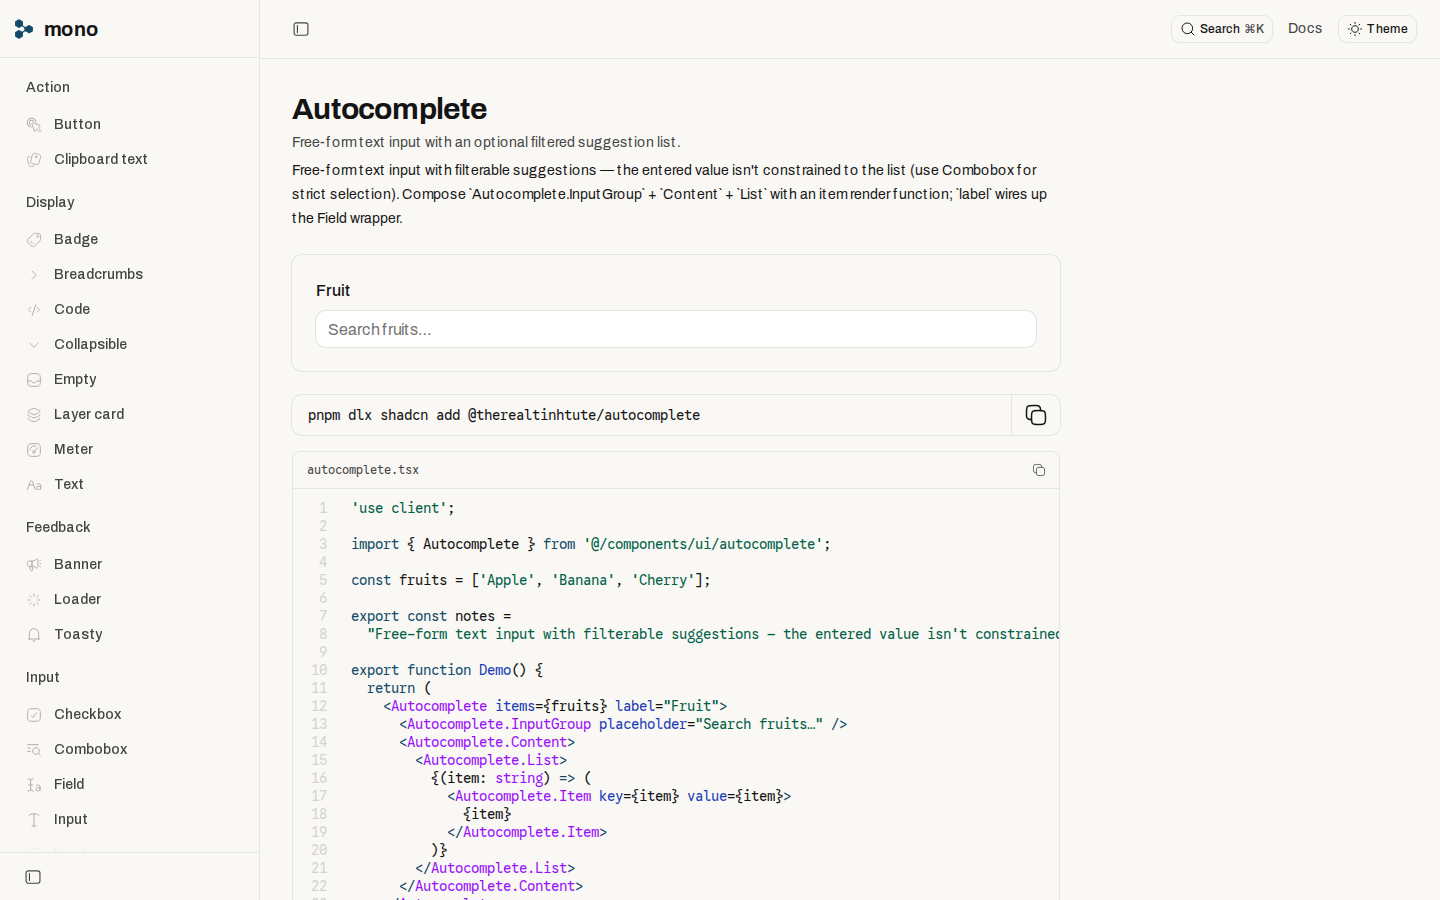 mono
Search ⌘K
Docs
Theme
Action
Button
Clipboard text
Display
Badge
Breadcrumbs
Code
Collapsible
Empty
Layer card
Meter
Text
Feedback
Banner
Loader
Toasty
Input
Checkbox
Combobox
Field
Input
Autocomplete
Free-form text input with an optional filtered suggestion list.
Free-form text input with filterable suggestions — the entered value isn't constrained to the list (use Combobox for
strict selection). Compose `Autocomplete.InputGroup` + `Content` + `List` with an item render function; `label` wires up
the Field wrapper.
Fruit
Search fruits...
pnpm dlx shadcn add @therealtinhtute/autocomplete
autocomplete.tsx
1 'use client';
2
3 import { Autocomplete } from '@/components/ui/autocomplete';
4
5 const fruits = ['Apple', 'Banana', 'Cherry'];
6
7 export const notes =
8 "Free-form text input with filterable suggestions — the entered value isn't constrained
9
10 export function Demo() {
11 return (
12 <Autocomplete items={fruits} label="Fruit">
13 <Autocomplete.InputGroup placeholder="Search fruits…" />
14 <Autocomplete.Content>
15 <Autocomplete.List>
16 {(item: string) => (
17 <Autocomplete.Item key={item} value={item}>
18 {item}
19 </Autocomplete.Item>
20 )}
21 </Autocomplete.List>
22 </Autocomplete.Content>